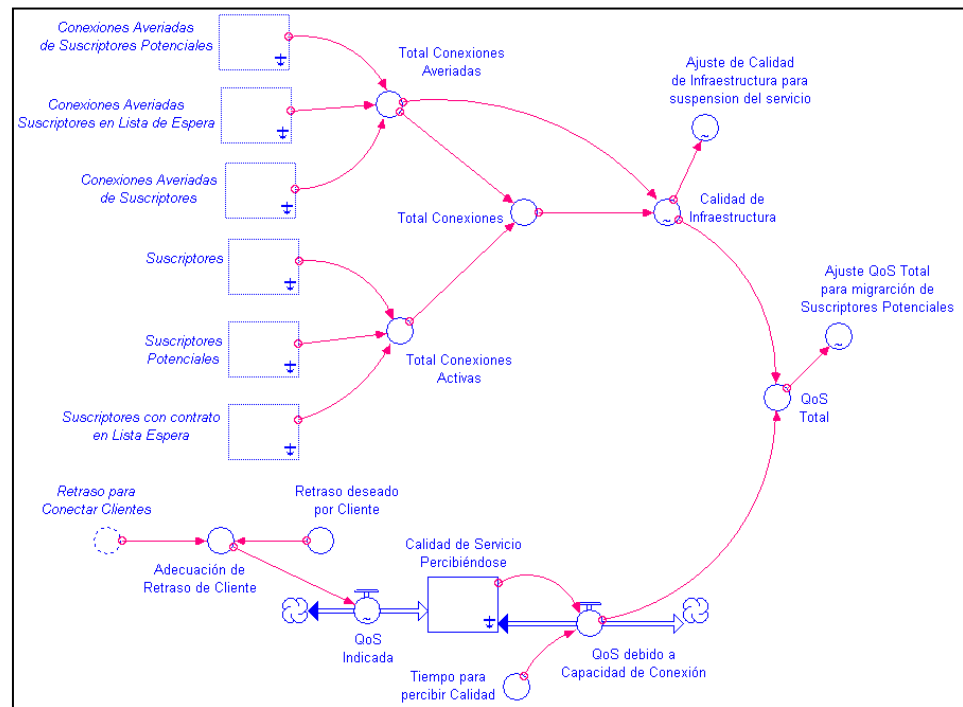 Conexiones Averiadas
de Suscriptores Potenciales
Total Conexiones
Averiadas
Ajuste de Calidad
de Infraestructura para
suspension del servicio
Conexiones Averiadas
Suscriptores en Lista de Espera
Conexiones Averiadas
de Suscriptores
Total Conexiones
Calidad de
Infraestructura
Suscriptores
Ajuste QoS Total
para migrarción de
Suscriptores Potenciales
Suscriptores
Potenciales
Total Conexiones
Activas
QoS
Total
Suscriptores con contrato
en Lista Espera
Retraso para
Conectar Clientes
Retraso deseado
por Cliente
Adecuación de
Retraso de Cliente
Calidad de Servicio
Percibiéndose
QoS
Indicada
QoS debido a
Capacidad de Conexión
Tiempo para
percibir Calidad